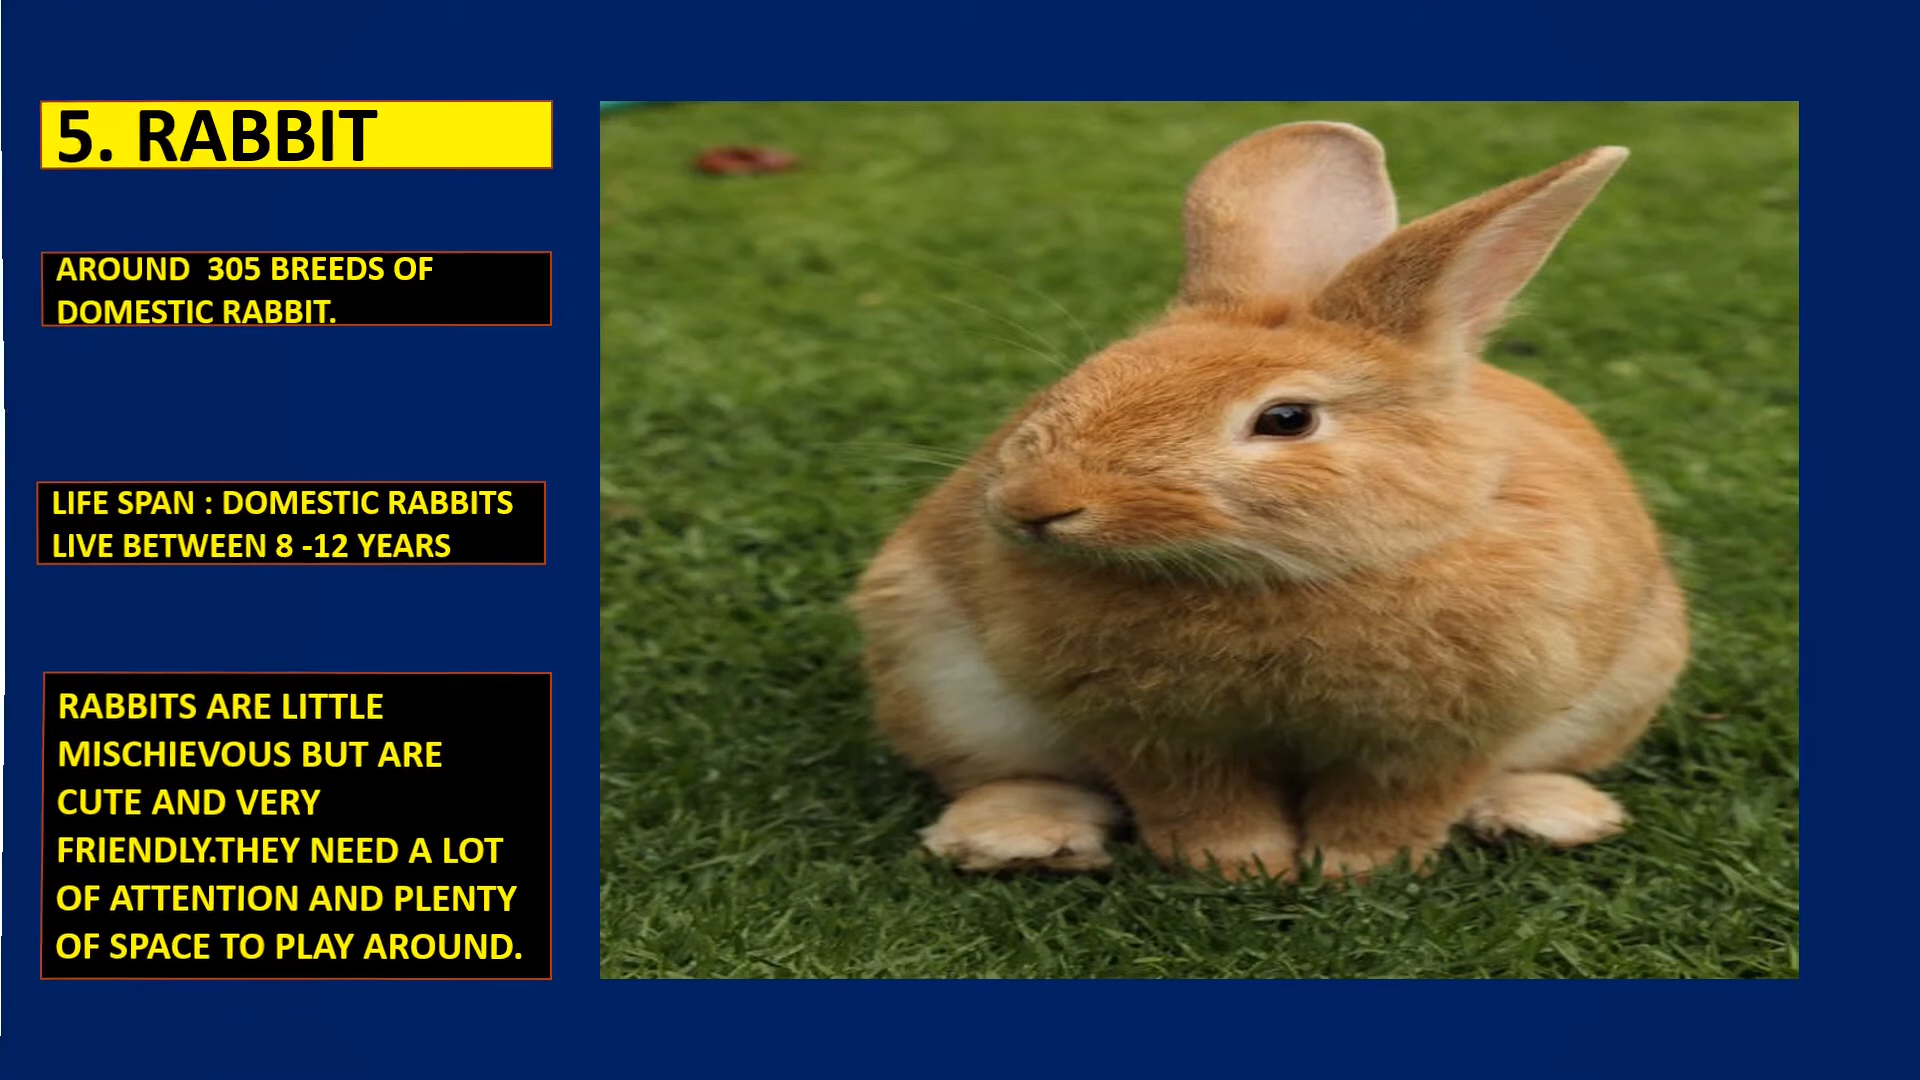 5. RABBIT
AROUND  305 BREEDS OF
DOMESTIC RABBIT.
LIFE SPAN : DOMESTIC RABBITS
LIVE BETWEEN 8 -12 YEARS
RABBITS ARE LITTLE
MISCHIEVOUS BUT ARE
CUTE AND VERY
FRIENDLY.THEY NEED A LOT
OF ATTENTION AND PLENTY
OF SPACE TO PLAY AROUND.